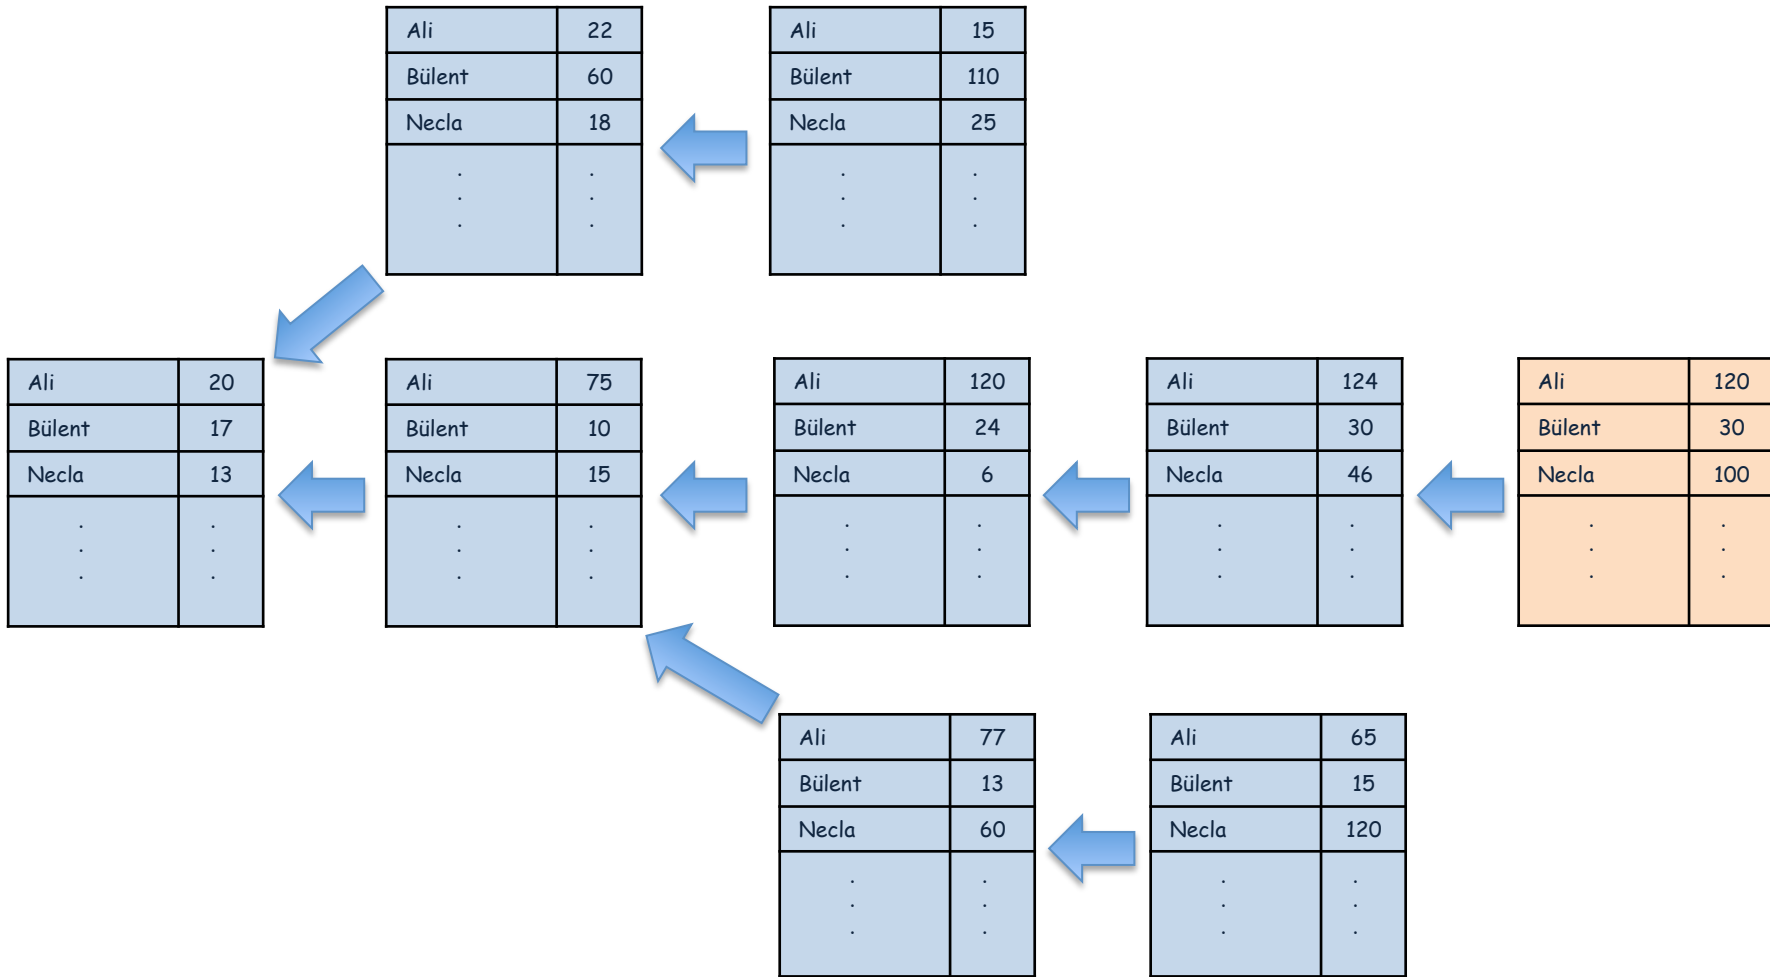 Ali 22
Bülent 60
Necla 18
. .
. .
. .
Ali 15
Bülent 110
Necla 25
. .
. .
. .
Ali 20
Bülent 17
Necla 13
. .
. .
. .
Ali 75
Bülent 10
Necla 15
. .
. .
. .
Ali 120
Bülent 24
Necla 6
. .
. .
. .
Ali 124
Bülent 30
Necla 46
. .
. .
. .
Ali 120
Bülent 30
Necla 100
. .
. .
. .
Ali 77
Bülent 13
Necla 60
. .
. .
. .
Ali 65
Bülent 15
Necla 120
. .
. .
. .